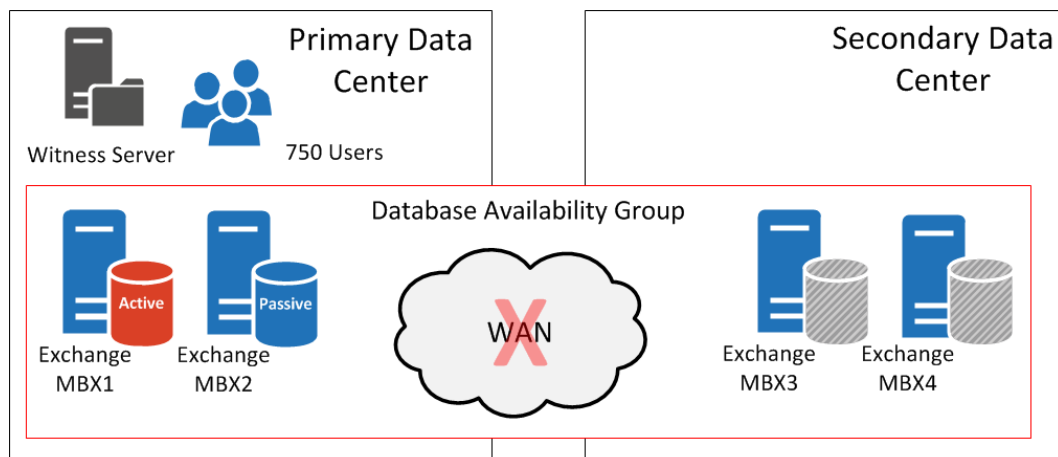 Primary Data
Center
Secondary Data
Center
Witness Server
750 Users
Database Availability Group
Active
Passive
WAN
X
Exchange
MBX1
Exchange
MBX2
Exchange
MBX3
Exchange
MBX4